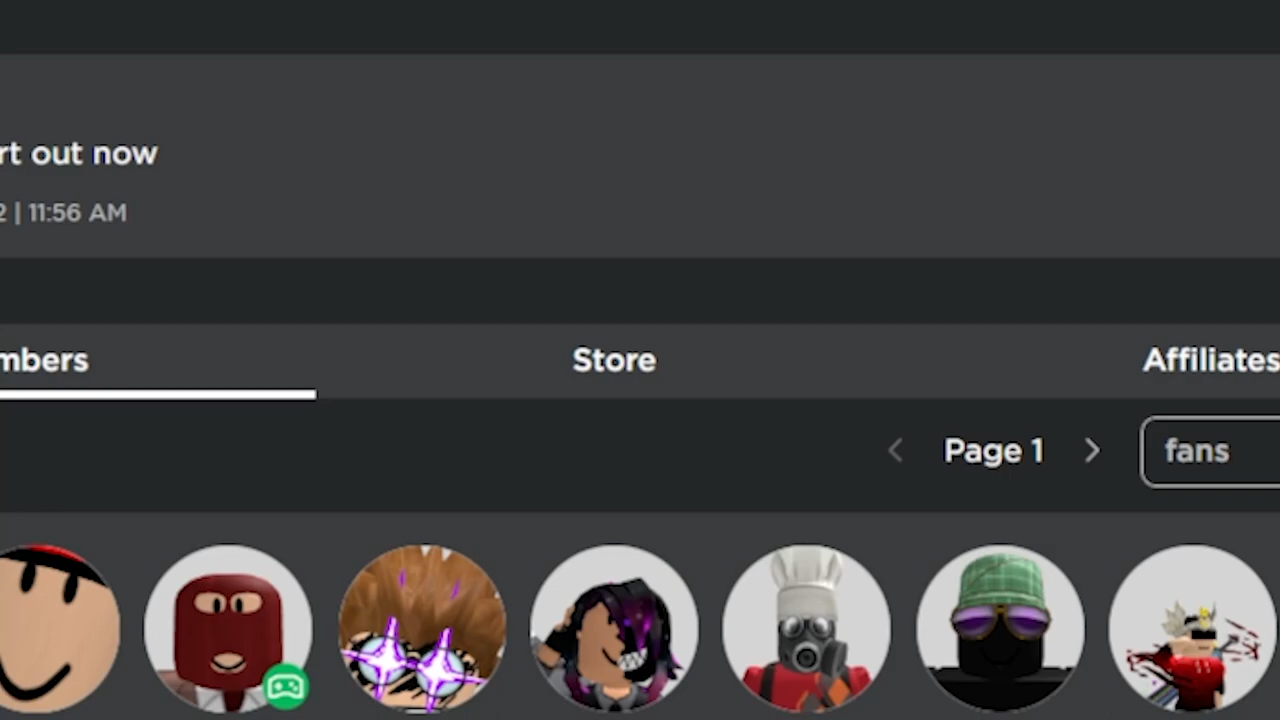 rt out now
2 | 11:56 AM
mbers
Store
Affiliates
Page 1
fans